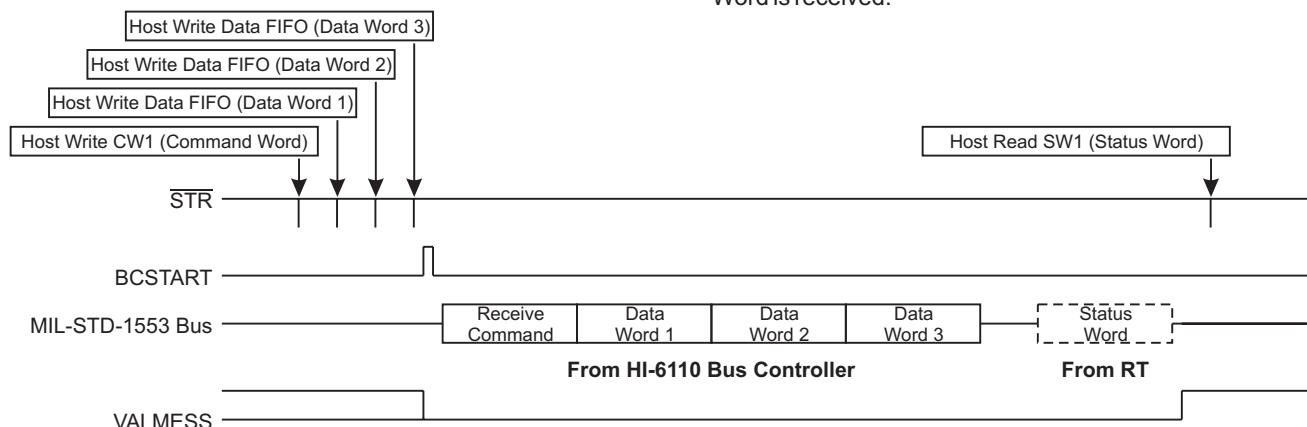 Word is received.
Host Write Data FIFO (Data Word 3)
Host Write Data FIFO (Data Word 2)
Host Write Data FIFO (Data Word 1)
Host Write CW1 (Command Word)
Host Read SW1 (Status Word)
STR
BCSTART
MIL-STD-1553 Bus
Receive Command
Data Word 1
Data Word 2
Data Word 3
Status Word
From HI-6110 Bus Controller
From RT
VALMESS